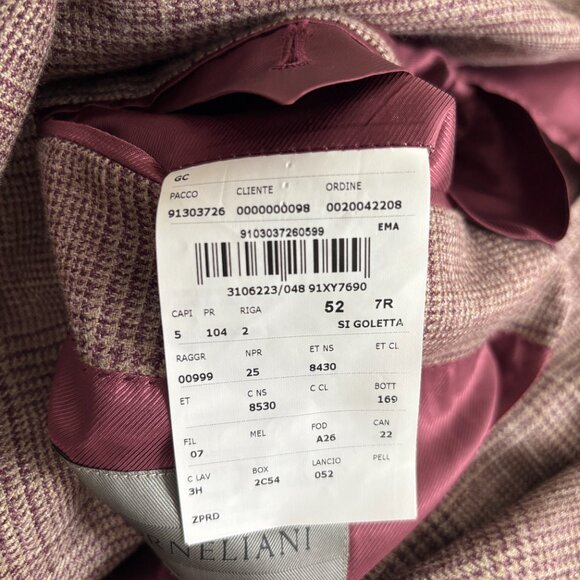 GC
PACCO CLIENTE ORDINE
91303726 0000000098 0020042208
9103037260599 EMA
3106223/048 91XY7690
CAPI PR RIGA 52 7R
5 104 2 SI GOLETTA
RAGGR NPR ET NS ET CL
00999 25 8430
ET C NS C CL BOTT
8530 169
FIL MEL FOD CAN
07 A26 22
C LAV BOX LANCIO PELL
3H 2C54 052
ZPRD
RNELIANI